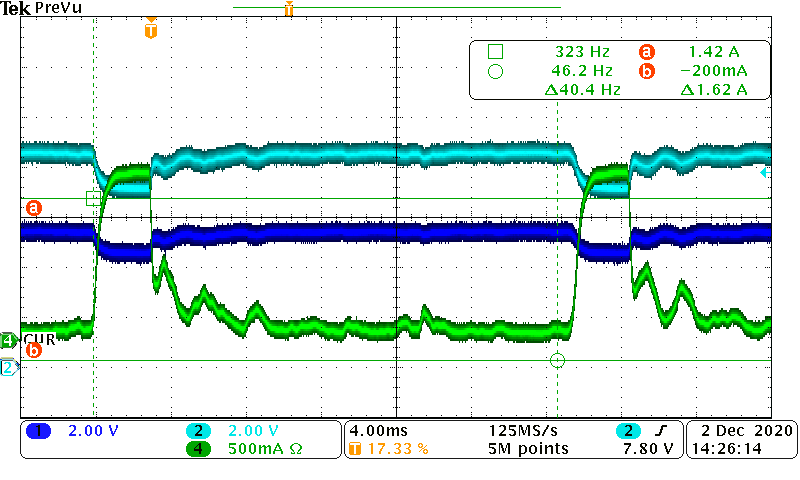 Tek PreVu
T
T
323 Hz a 1.42 A
46.2 Hz b −200mA
Δ40.4 Hz Δ1.62 A
a
4 CUR
b
2
1 2.00 V 2 2.00 V
4 500mA Ω
4.00ms 125MS/s 2 7.80 V
T 17.33 % 5M points
2 Dec 2020
14:26:14